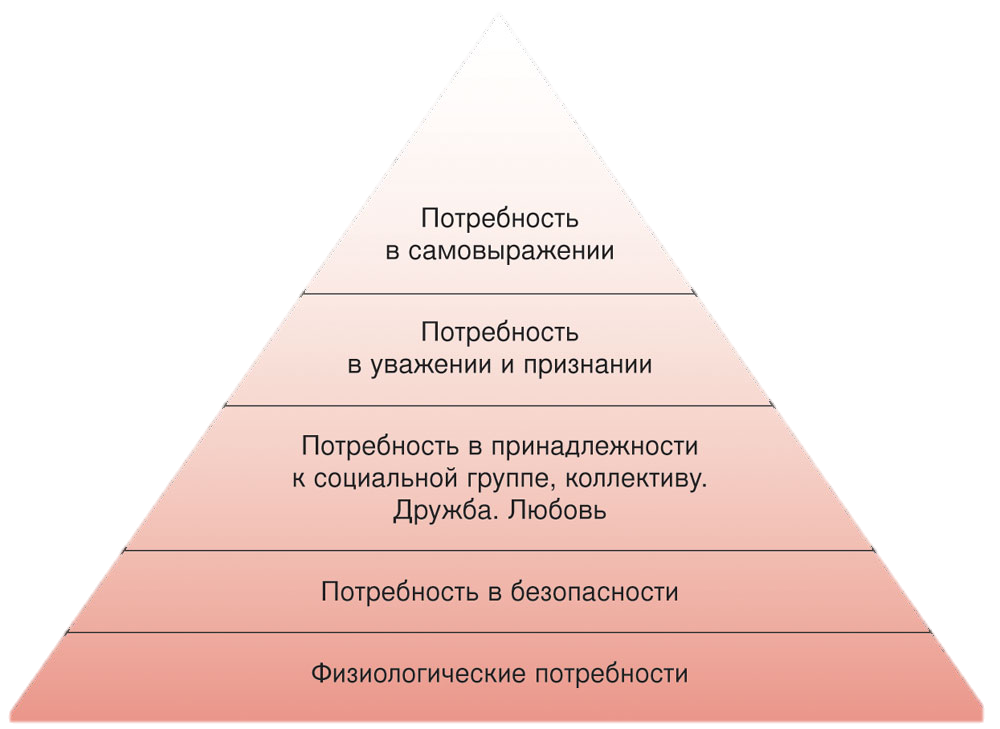 Потребность
в самовыражении
Потребность
в уважении и признании
Потребность в принадлежности
к социальной группе, коллективу.
Дружба. Любовь
Потребность в безопасности
Физиологические потребности